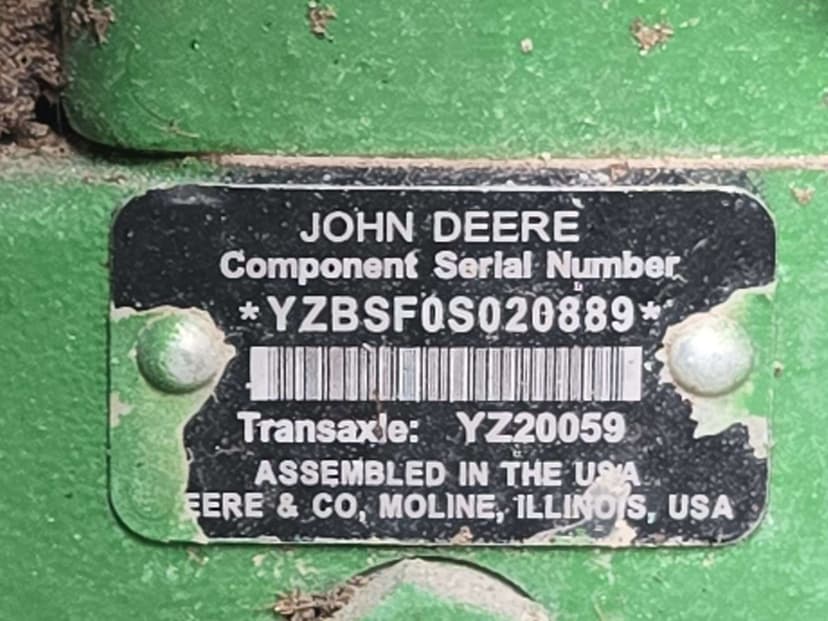 JOHN DEERE
Component Serial Number
*YZBSF0S020889*
Transaxle: YZ20059
ASSEMBLED IN THE USA
EERE & CO, MOLINE, ILLINOIS, USA